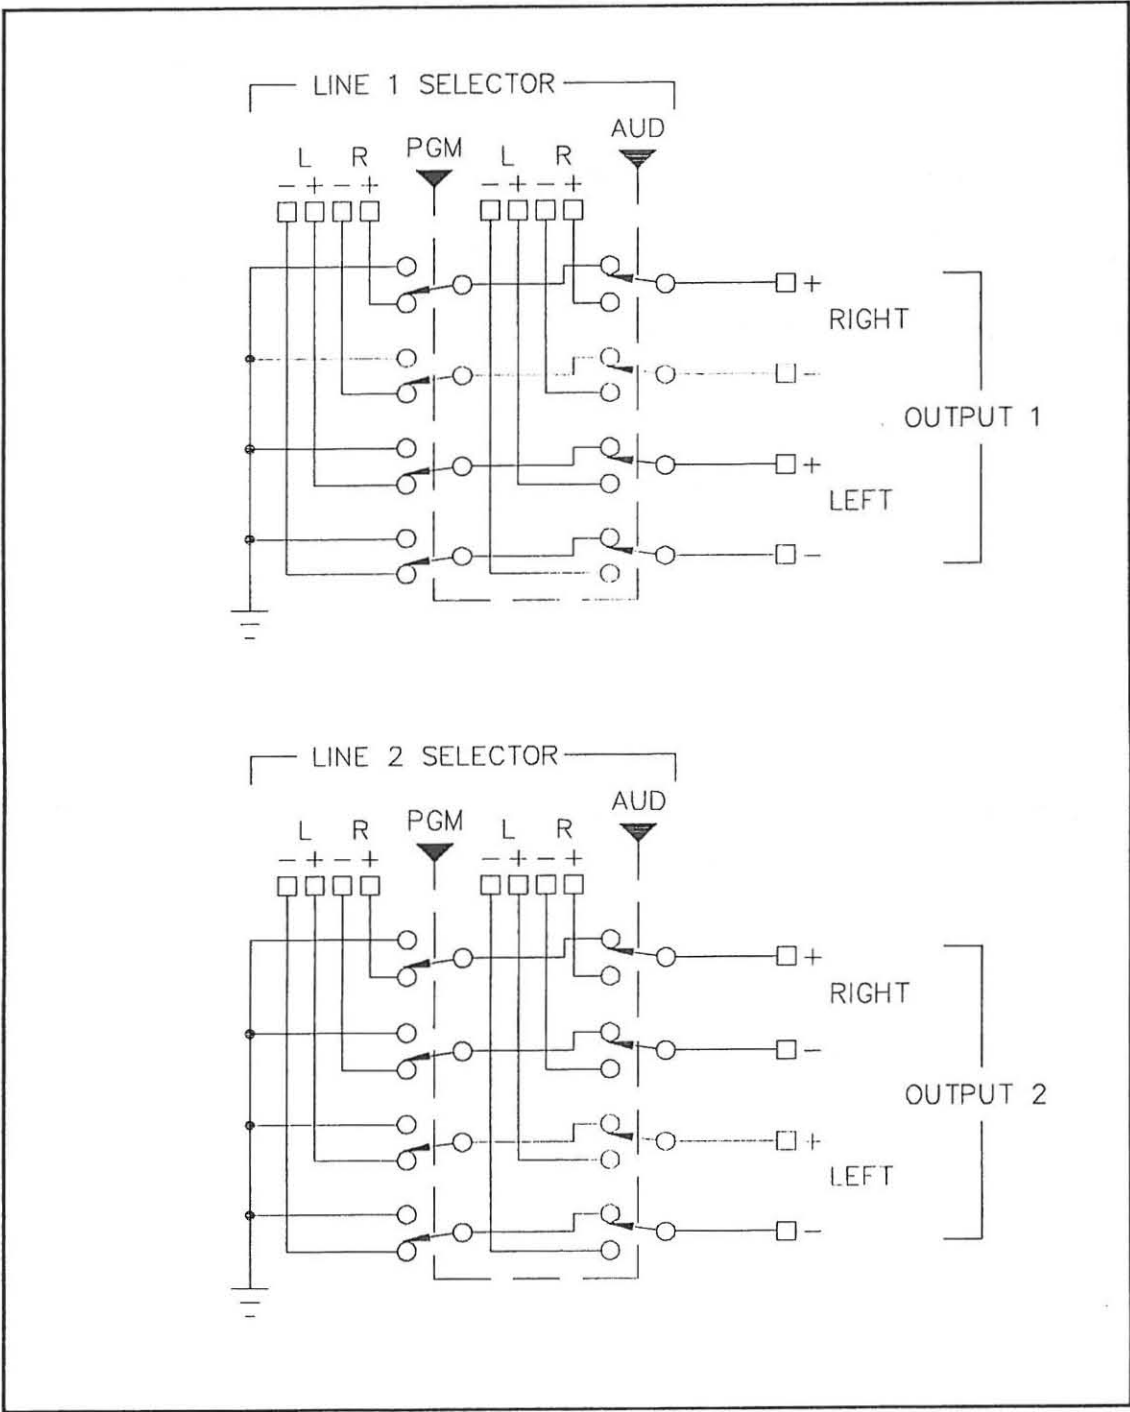 LINE 1 SELECTOR
AUD
PGM
L R L R
- + - + - + - +
+
RIGHT
-
OUTPUT 1
+
LEFT
-
LINE 2 SELECTOR
AUD
PGM
L R L R
- + - + - + - +
+
RIGHT
-
OUTPUT 2
+
LEFT
-